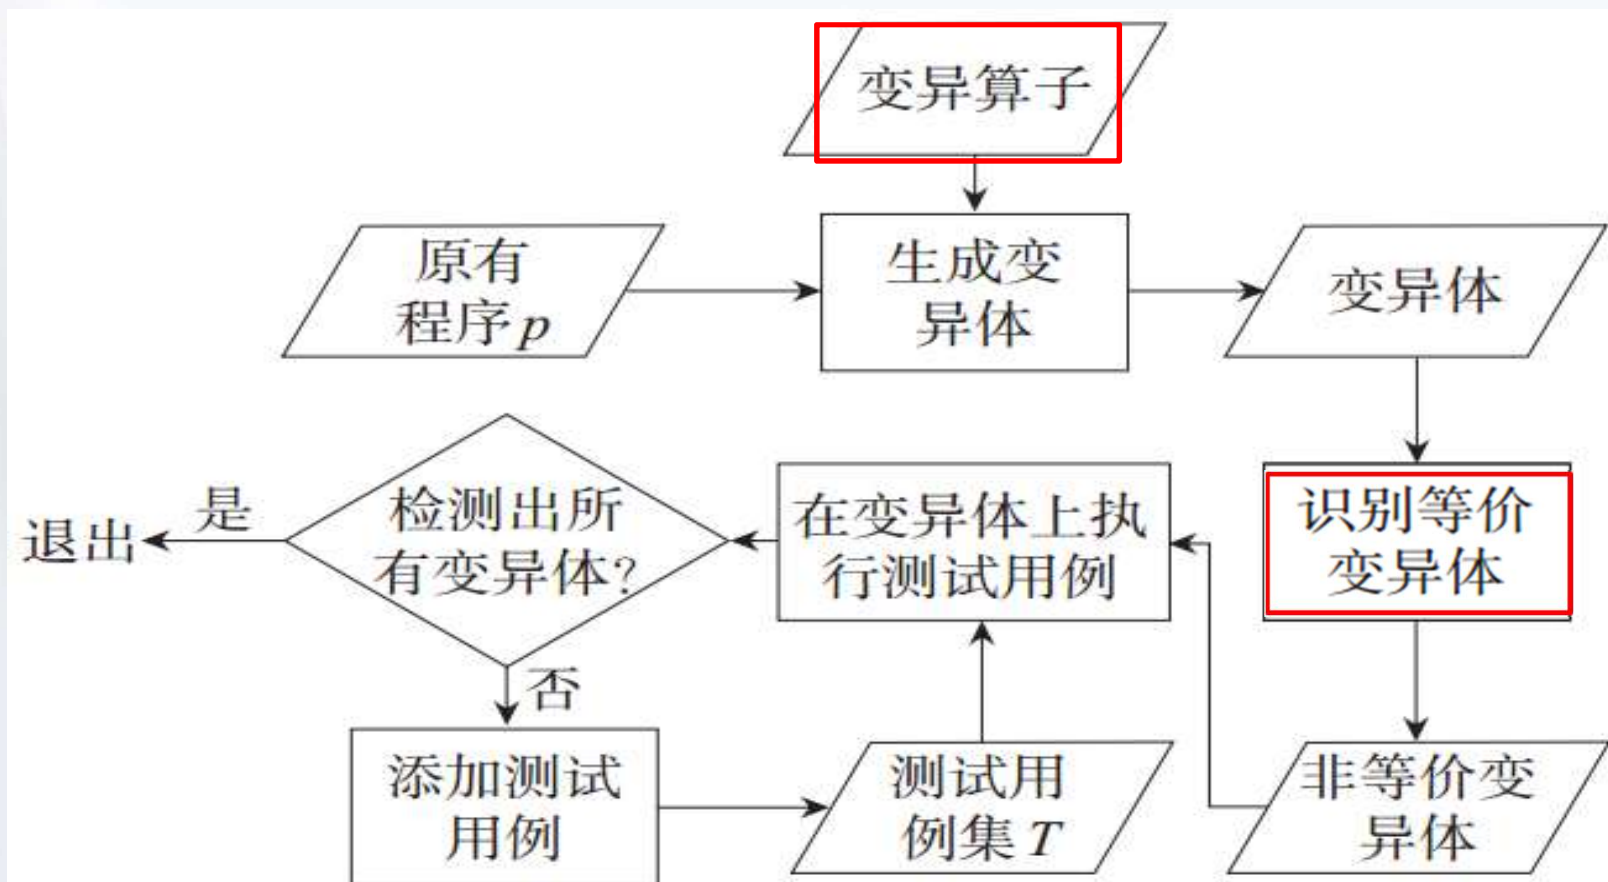 变异算子
原有
程序p
生成变
异体
变异体
识别等价
变异体
在变异体上执
行测试用例
检测出所
有变异体?
是
退出
否
添加测试
用例
测试用
例集T
非等价变
异体